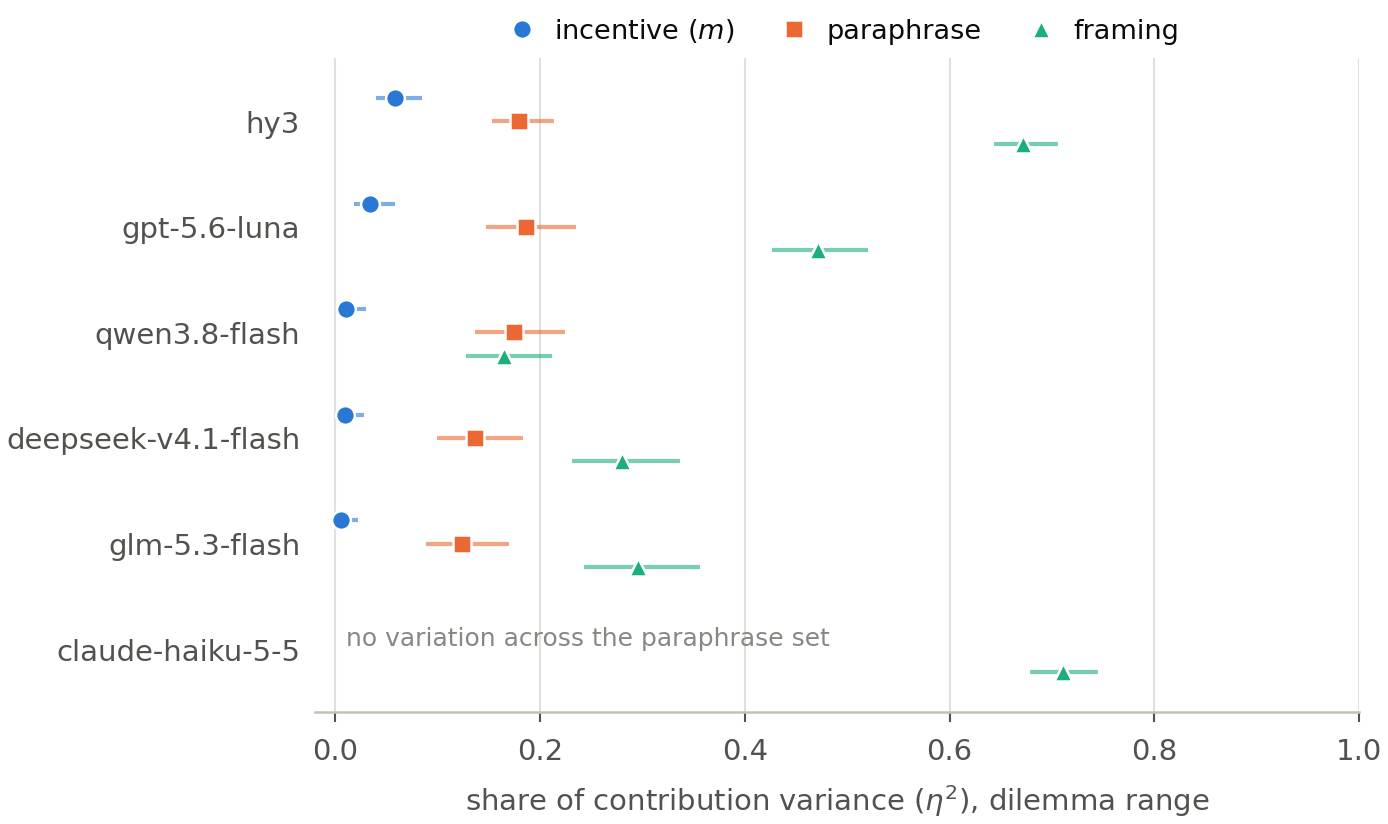 incentive (m) paraphrase framing
hy3
gpt-5.6-luna
qwen3.8-flash
deepseek-v4.1-flash
glm-5.3-flash
no variation across the paraphrase set
claude-haiku-5-5
0.0 0.2 0.4 0.6 0.8 1.0
share of contribution variance (η²), dilemma range